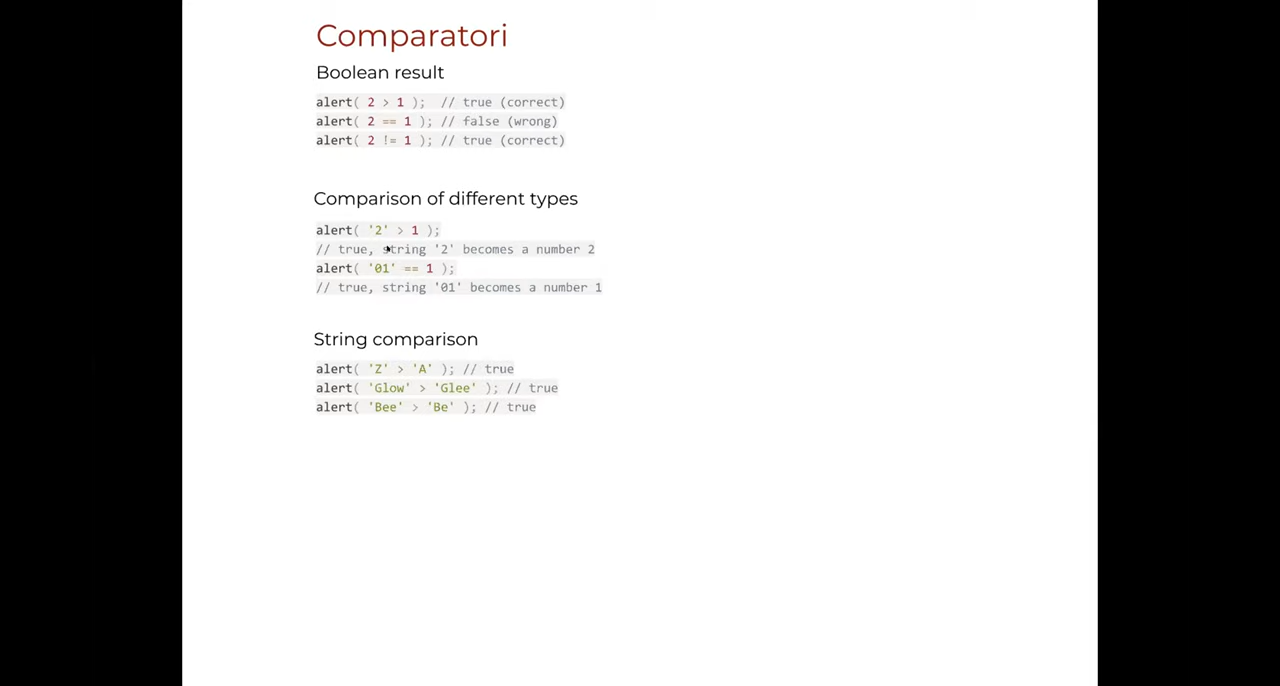 Comparatori
Boolean result
alert( 2 > 1 );  // true (correct)
alert( 2 == 1 ); // false (wrong)
alert( 2 != 1 ); // true (correct)
Comparison of different types
alert( '2' > 1 );
// true, string '2' becomes a number 2
alert( '01' == 1 );
// true, string '01' becomes a number 1
String comparison
alert( 'Z' > 'A' ); // true
alert( 'Glow' > 'Glee' ); // true
alert( 'Bee' > 'Be' ); // true